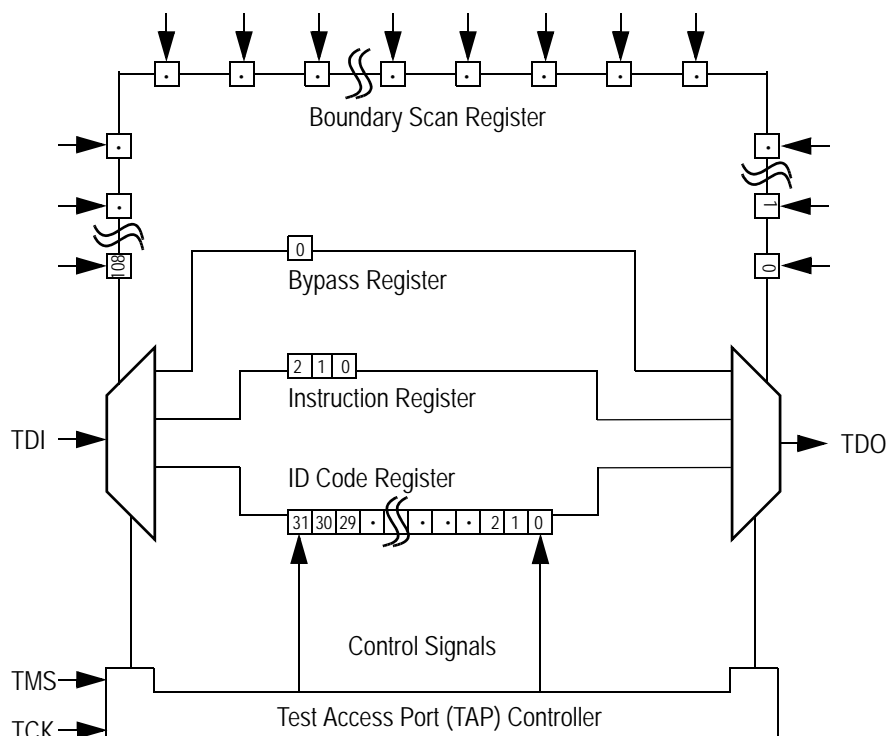 · · · · · · · ·
Boundary Scan Register
· ·
· 1
108 0
0
Bypass Register
2 1 0
Instruction Register
TDI TDO
ID Code Register
31 30 29 · · · · 2 1 0
Control Signals
TMS
Test Access Port (TAP) Controller
TCK